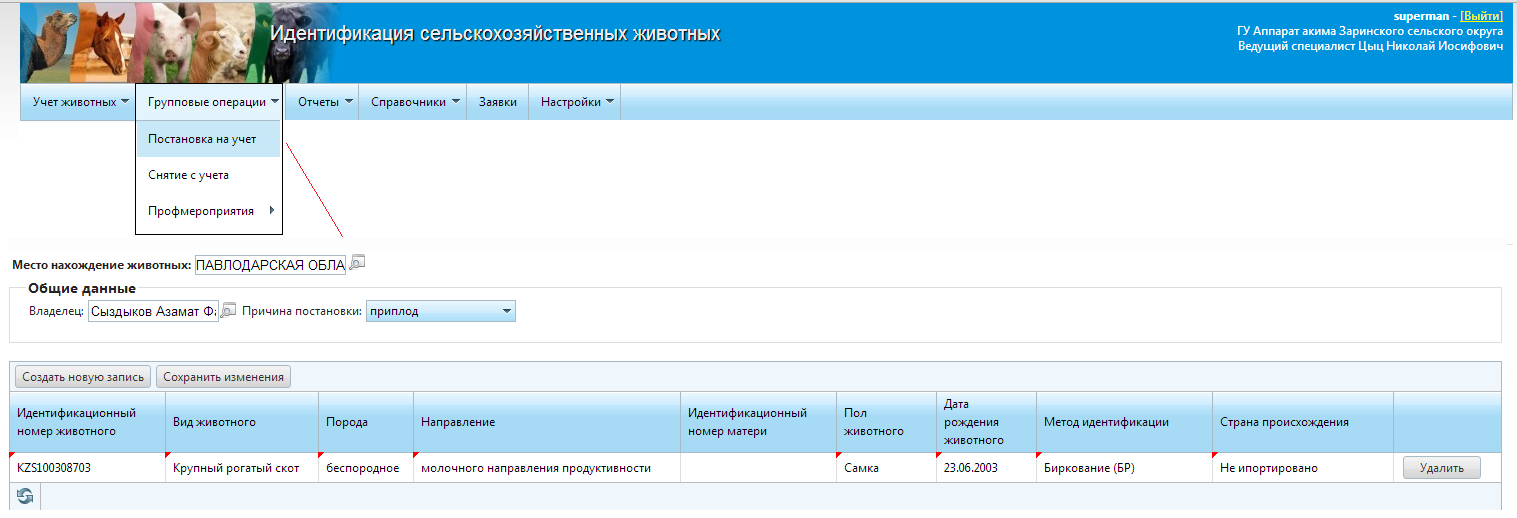 superman - [Выйти]
Идентификация сельскохозяйственных животных
ГУ Аппарат акима Заринского сельского округа
Ведущий специалист Цыц Николай Иосифович
Учет животных Групповые операции Отчеты Справочники Заявки Настройки
Постановка на учет
Снятие с учета
Профмероприятия
Место нахождение животных: ПАВЛОДАРСКАЯ ОБЛА
Общие данные
Владелец: Сыздыков Азамат Фа Причина постановки: приплод
Создать новую запись Сохранить изменения
Идентификационный номер животного Вид животного Порода Направление Идентификационный номер матери Пол животного Дата рождения животного Метод идентификации Страна происхождения
KZS100308703 Крупный рогатый скот беспородное молочного направления продуктивности Самка 23.06.2003 Биркование (БР) Не ипортировано Удалить